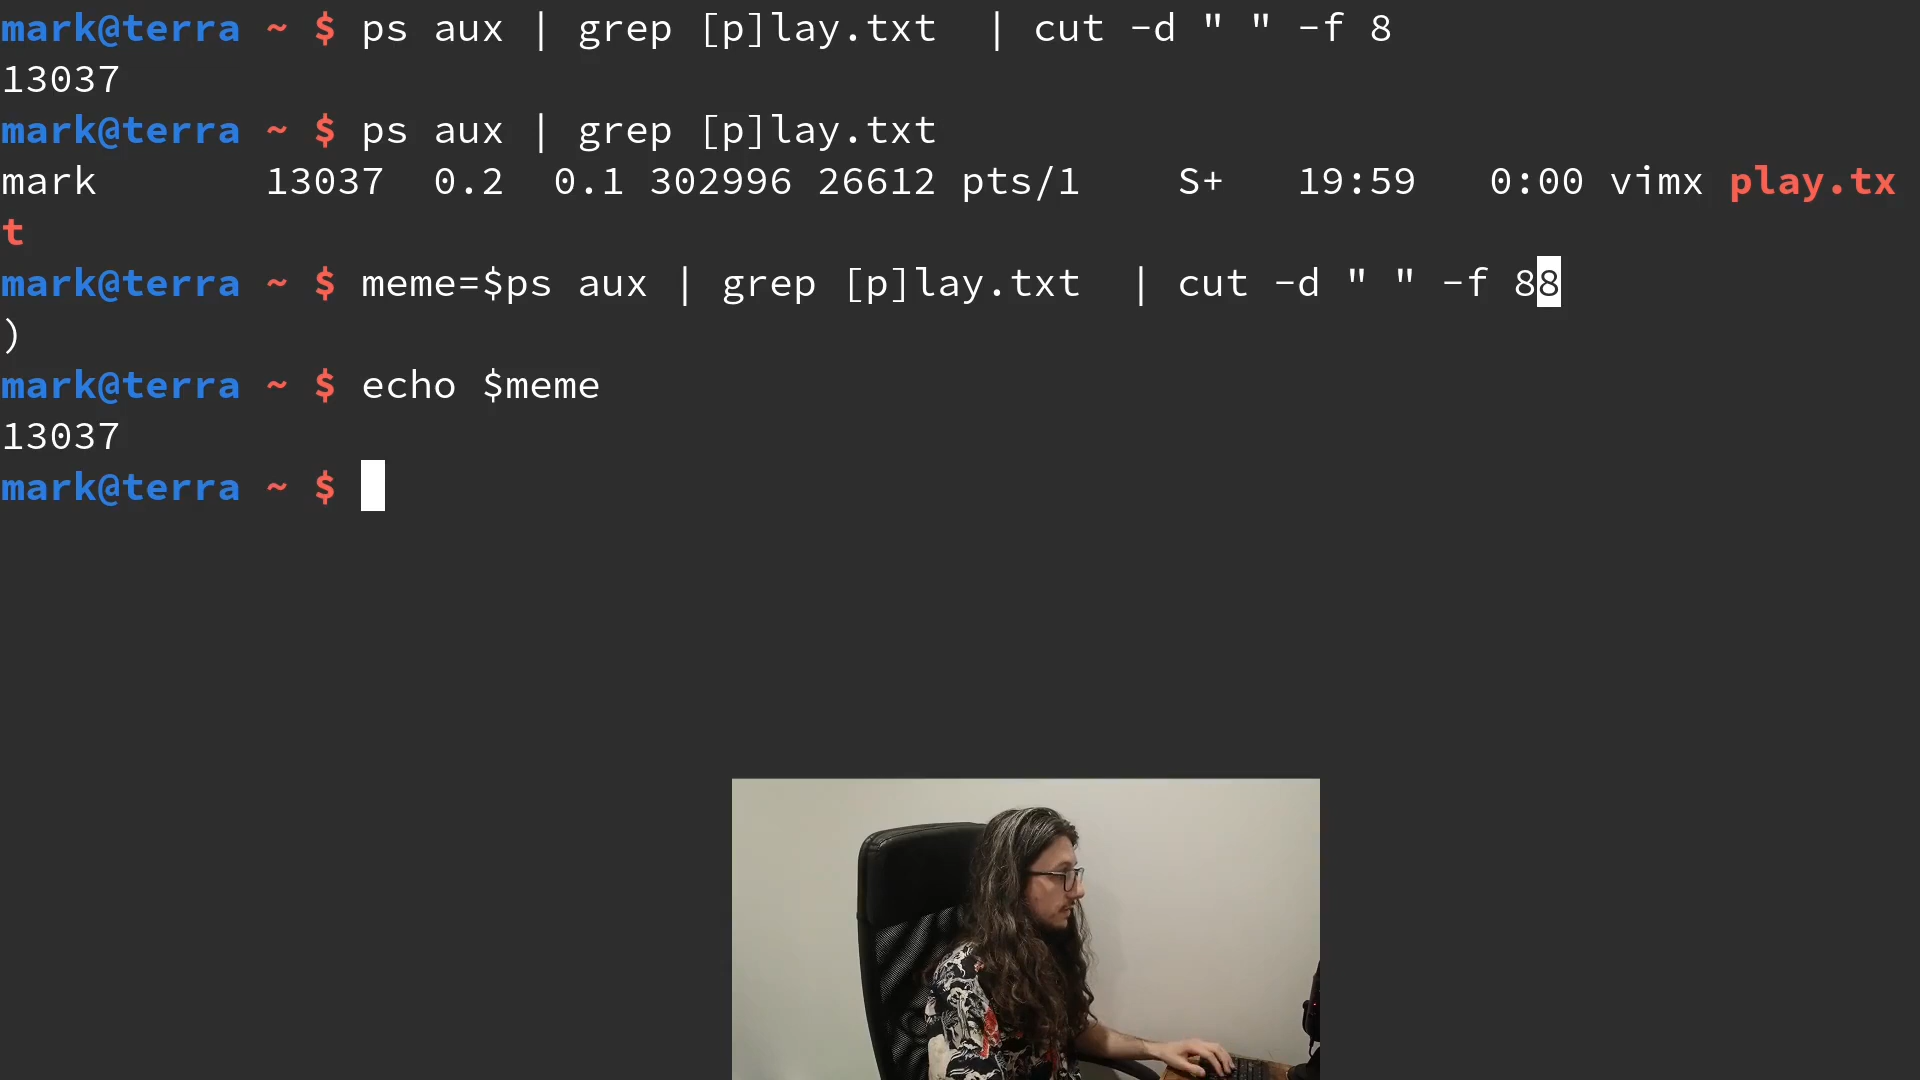 mark@terra ~ $ ps aux | grep [p]lay.txt  | cut -d " " -f 8
13037
mark@terra ~ $ ps aux | grep [p]lay.txt
mark       13037  0.2  0.1 302996 26612 pts/1    S+   19:59   0:00 vimx play.tx
t
mark@terra ~ $ meme=$ps aux | grep [p]lay.txt  | cut -d " " -f 88
)
mark@terra ~ $ echo $meme
13037
mark@terra ~ $